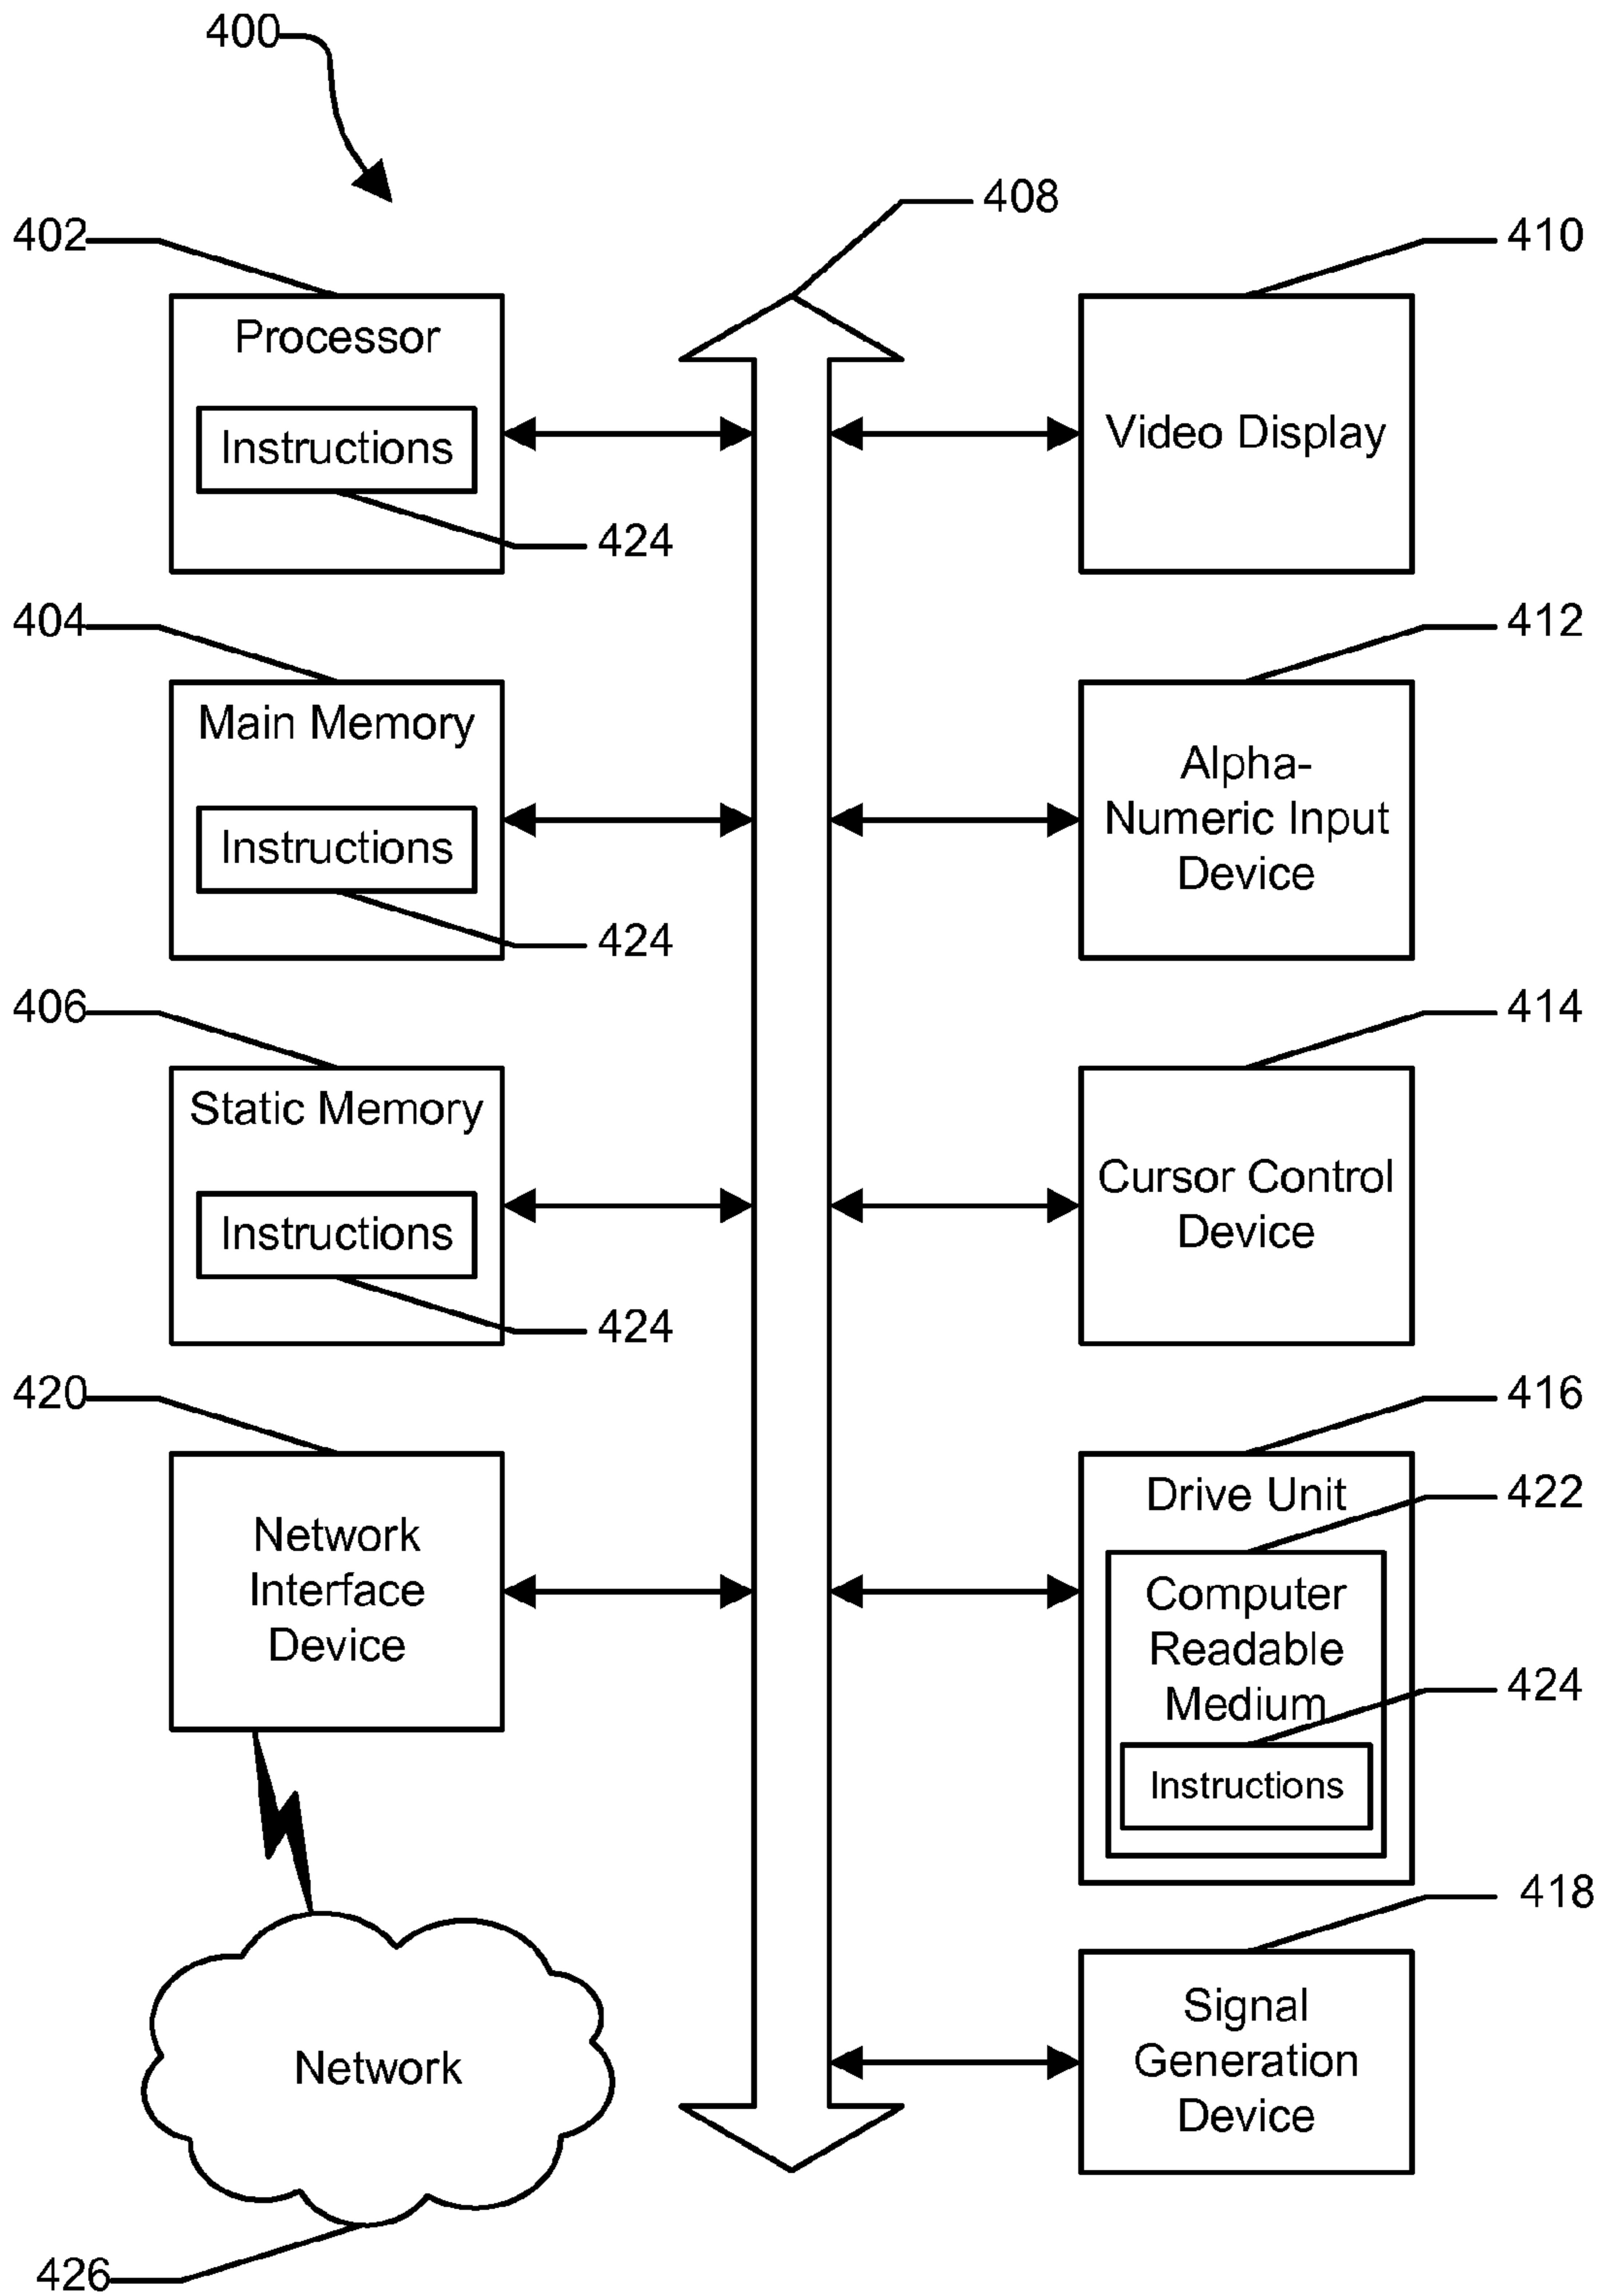 400
408
402
410
Processor
Instructions
424
Video Display
404
412
Main Memory
Instructions
424
Alpha-
Numeric Input
Device
406
414
Static Memory
Instructions
424
Cursor Control
Device
420
416
Network
Interface
Device
Drive Unit
422
Computer
Readable
Medium
424
Instructions
418
Signal
Generation
Device
Network
426